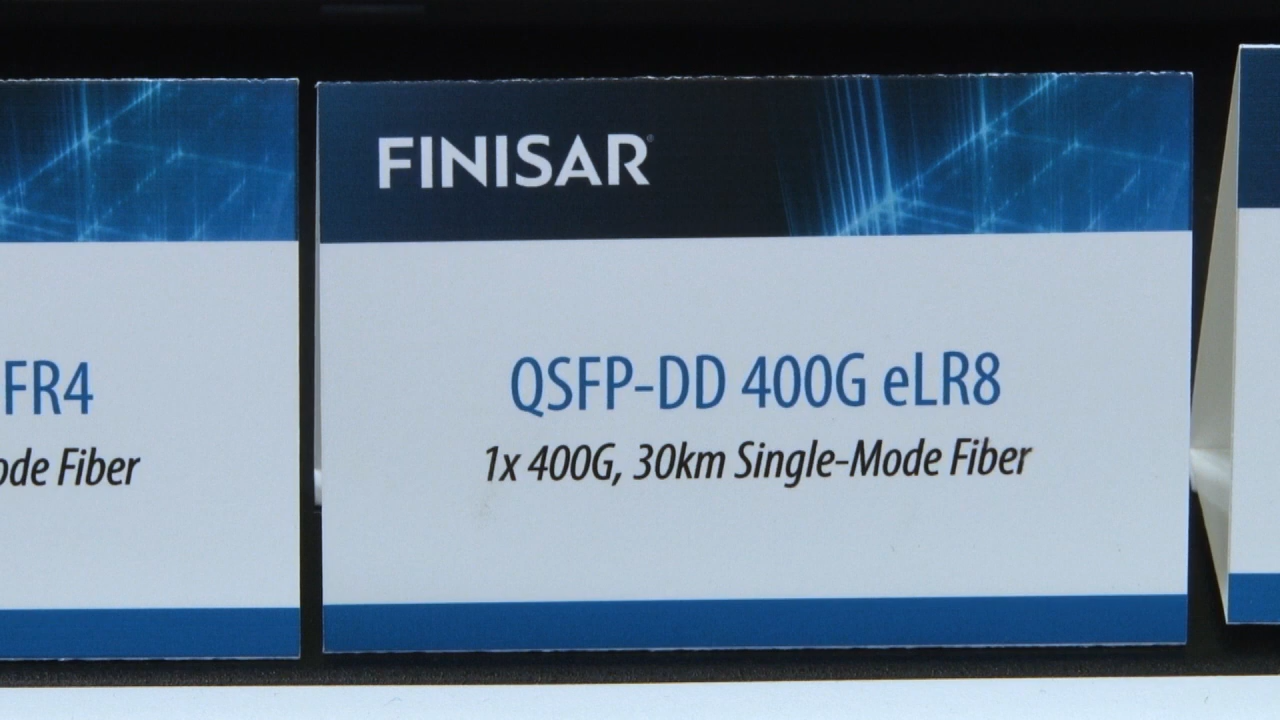 FR4
ode Fiber
FINISAR
QSFP-DD 400G eLR8
1x 400G, 30km Single-Mode Fiber